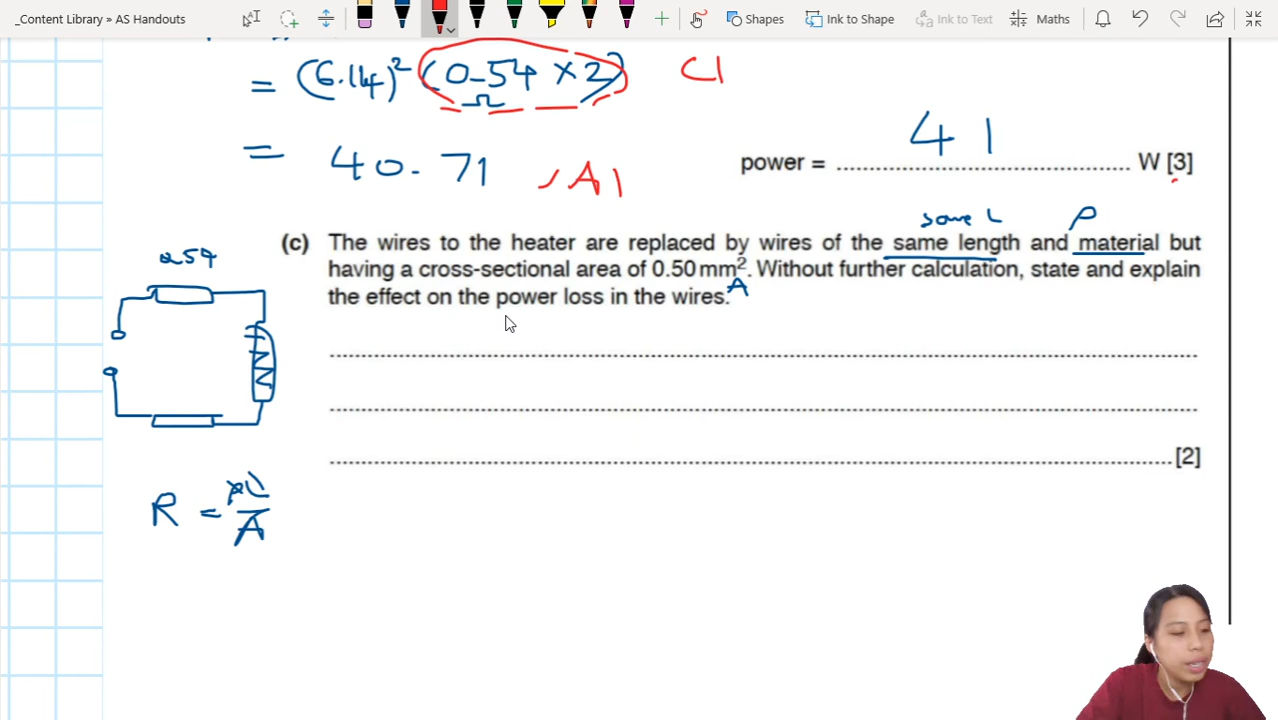 _Content Library » AS Handouts
Shapes
Ink to Shape
Ink to Text
Maths
= (6.14)² (0.54 × 2) C1
Ω
= 40.71 A1
power = 41 W [3]
same L ρ
(c) The wires to the heater are replaced by wires of the same length and material but
having a cross-sectional area of 0.50 mm². Without further calculation, state and explain
the effect on the power loss in the wires.
A
[2]
0.54
R = ρL
A